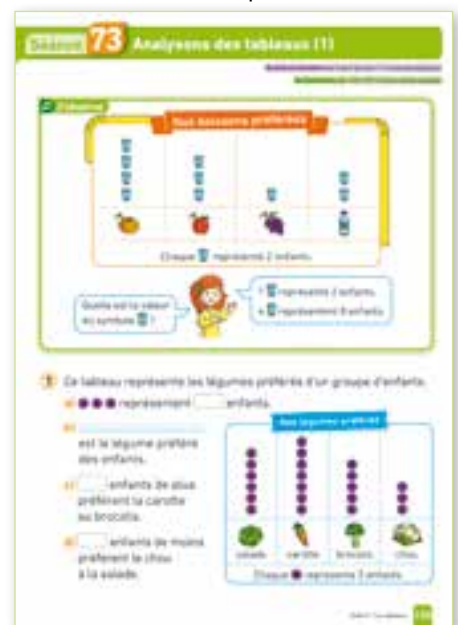 Séance 73 Analysons des tableaux (1)
J'observe
Nos boissons préférées
Chaque représente 2 enfants.
Quelle est la valeur
du symbole ?
1 représente 2 enfants.
4 représentent 8 enfants.
1 Ce tableau représente les légumes préférés d'un groupe d'enfants.
a) représentent enfants.
b)
est le légume préféré
des enfants.
c) enfants de plus
préfèrent la carotte
au brocolis.
d) enfants de moins
préfèrent le chou
à la salade.
Nos légumes préférés
salade carotte brocolis chou
Chaque représente enfants.